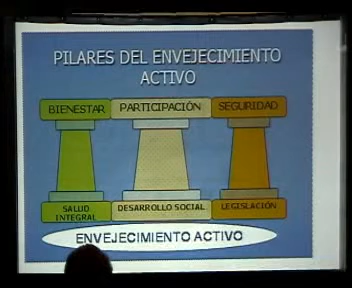 PILARES DEL ENVEJECIMIENTO
ACTIVO
BIENESTAR PARTICIPACIÓN SEGURIDAD
SALUD
INTEGRAL
DESARROLLO SOCIAL
LEGISLACIÓN
ENVEJECIMIENTO ACTIVO